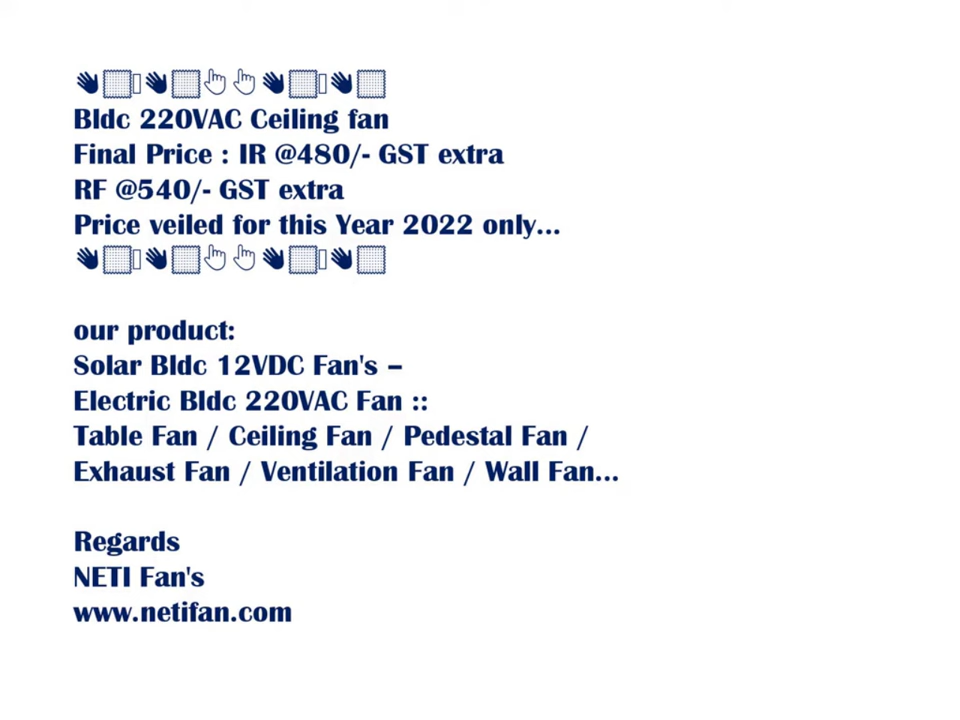 Bldc 220VAC Ceiling fan
Final Price : IR @480/- GST extra
RF @540/- GST extra
Price veiled for this Year 2022 only...
our product:
Solar Bldc 12VDC Fan's –
Electric Bldc 220VAC Fan ::
Table Fan / Ceiling Fan / Pedestal Fan /
Exhaust Fan / Ventilation Fan / Wall Fan...
Regards
NETI Fan's
www.netifan.com